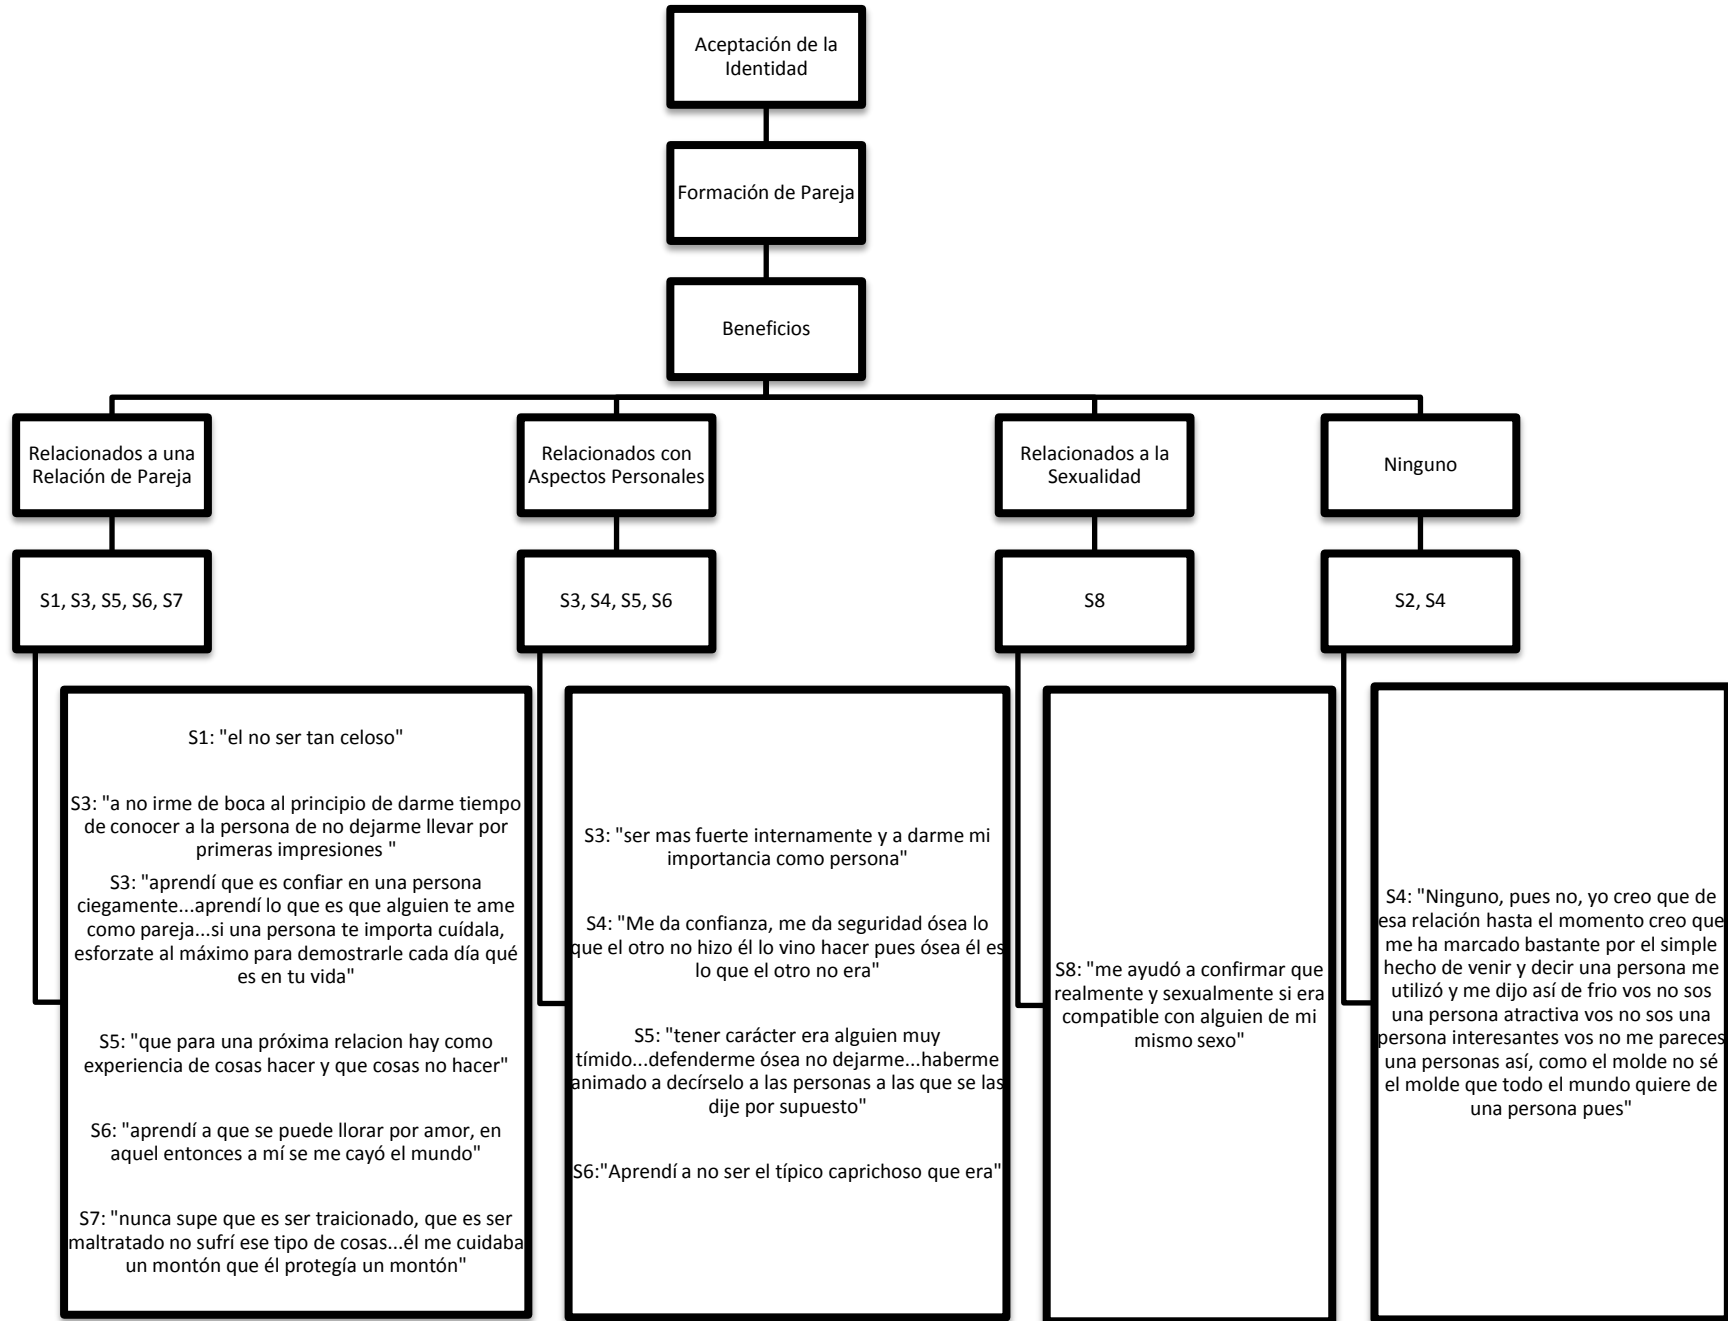 Aceptación de la
Identidad
Formación de Pareja
Beneficios
Relacionados a una
Relación de Pareja
Relacionados con
Aspectos Personales
Relacionados a la
Sexualidad
Ninguno
S1, S3, S5, S6, S7
S3, S4, S5, S6
S8
S2, S4
S1: "el no ser tan celoso"
S3: "a no irme de boca al principio de darme tiempo
de conocer a la persona de no dejarme llevar por
primeras impresiones "
S3: "aprendí que es confiar en una persona
ciegamente...aprendí lo que es que alguien te ame
como pareja...si una persona te importa cuídala,
esforzate al máximo para demostrarle cada día qué
es en tu vida"
S5: "que para una próxima relacion hay como
experiencia de cosas hacer y que cosas no hacer"
S6: "aprendí a que se puede llorar por amor, en
aquel entonces a mí se me cayó el mundo"
S7: "nunca supe que es ser traicionado, que es ser
maltratado no sufrí ese tipo de cosas...él me cuidaba
un montón que él protegía un montón"
S3: "ser mas fuerte internamente y a darme mi
importancia como persona"
S4: "Me da confianza, me da seguridad ósea lo
que el otro no hizo él lo vino hacer pues ósea él es
lo que el otro no era"
S5: "tener carácter era alguien muy
tímido...defenderme ósea no dejarme...haberme
animado a decírselo a las personas a las que se las
dije por supuesto"
S6:"Aprendí a no ser el típico caprichoso que era"
S8: "me ayudó a confirmar que
realmente y sexualmente si era
compatible con alguien de mi
mismo sexo"
S4: "Ninguno, pues no, yo creo que de
esa relación hasta el momento creo que
me ha marcado bastante por el simple
hecho de venir y decir una persona me
utilizó y me dijo así de frio vos no sos
una persona atractiva vos no sos una
persona interesantes vos no me pareces
una personas así, como el molde no sé
el molde que todo el mundo quiere de
una persona pues"